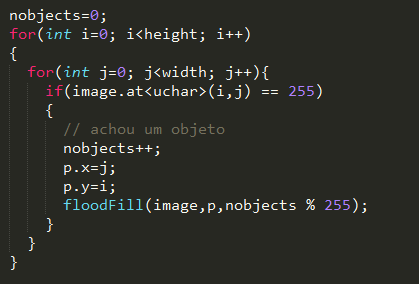 nobjects=0;
for(int i=0; i<height; i++)
{
for(int j=0; j<width; j++){
if(image.at<uchar>(i,j) == 255)
{
// achou um objeto
nobjects++;
p.x=j;
p.y=i;
floodFill(image,p,nobjects % 255);
}
}
}